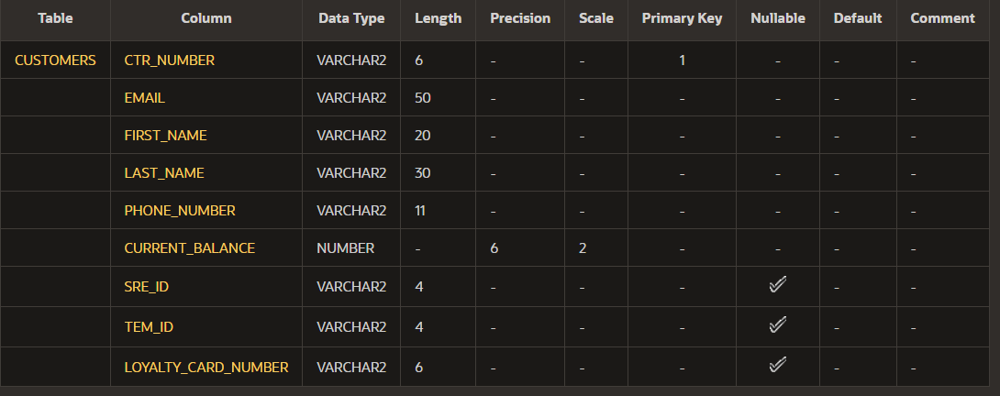 Table Column Data Type Length Precision Scale Primary Key Nullable Default Comment
CUSTOMERS CTR_NUMBER VARCHAR2 6 - - 1 - - -
EMAIL VARCHAR2 50 - - - - - -
FIRST_NAME VARCHAR2 20 - - - - - -
LAST_NAME VARCHAR2 30 - - - - - -
PHONE_NUMBER VARCHAR2 11 - - - - - -
CURRENT_BALANCE NUMBER - 6 2 - - - -
SRE_ID VARCHAR2 4 - - - ✓ - -
TEM_ID VARCHAR2 4 - - - ✓ - -
LOYALTY_CARD_NUMBER VARCHAR2 6 - - - ✓ - -